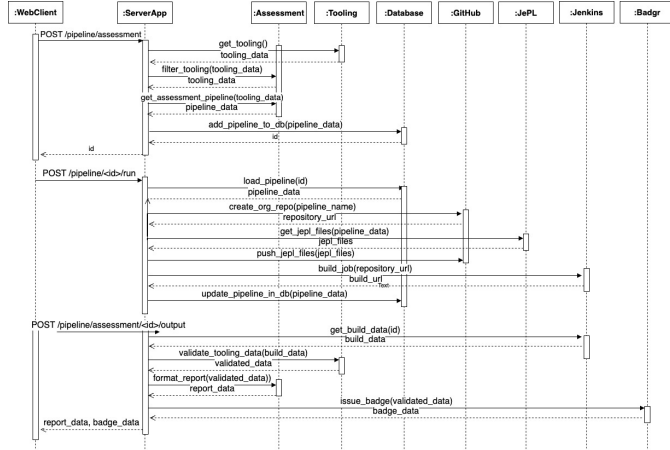 :WebClient
:ServerApp
:Assessment
:Tooling
:Database
:GitHub
:JePL
:Jenkins
:Badgr
POST /pipeline/assessment
get_tooling()
tooling_data
filter_tooling(tooling_data)
tooling_data
get_assessment_pipeline(tooling_data)
pipeline_data
add_pipeline_to_db(pipeline_data)
id
id
POST /pipeline/<id>/run
load_pipeline(id)
pipeline_data
create_org_repo(pipeline_name)
repository_url
get_jepl_files(pipeline_data)
jepl_files
push_jepl_files(jepl_files)
build_job(repository_url)
build_url
Text
update_pipeline_in_db(pipeline_data)
POST /pipeline/assessment/<id>/output
get_build_data(id)
build_data
validate_tooling_data(build_data)
validated_data
format_report(validated_data))
report_data
issue_badge(validated_data)
badge_data
report_data, badge_data